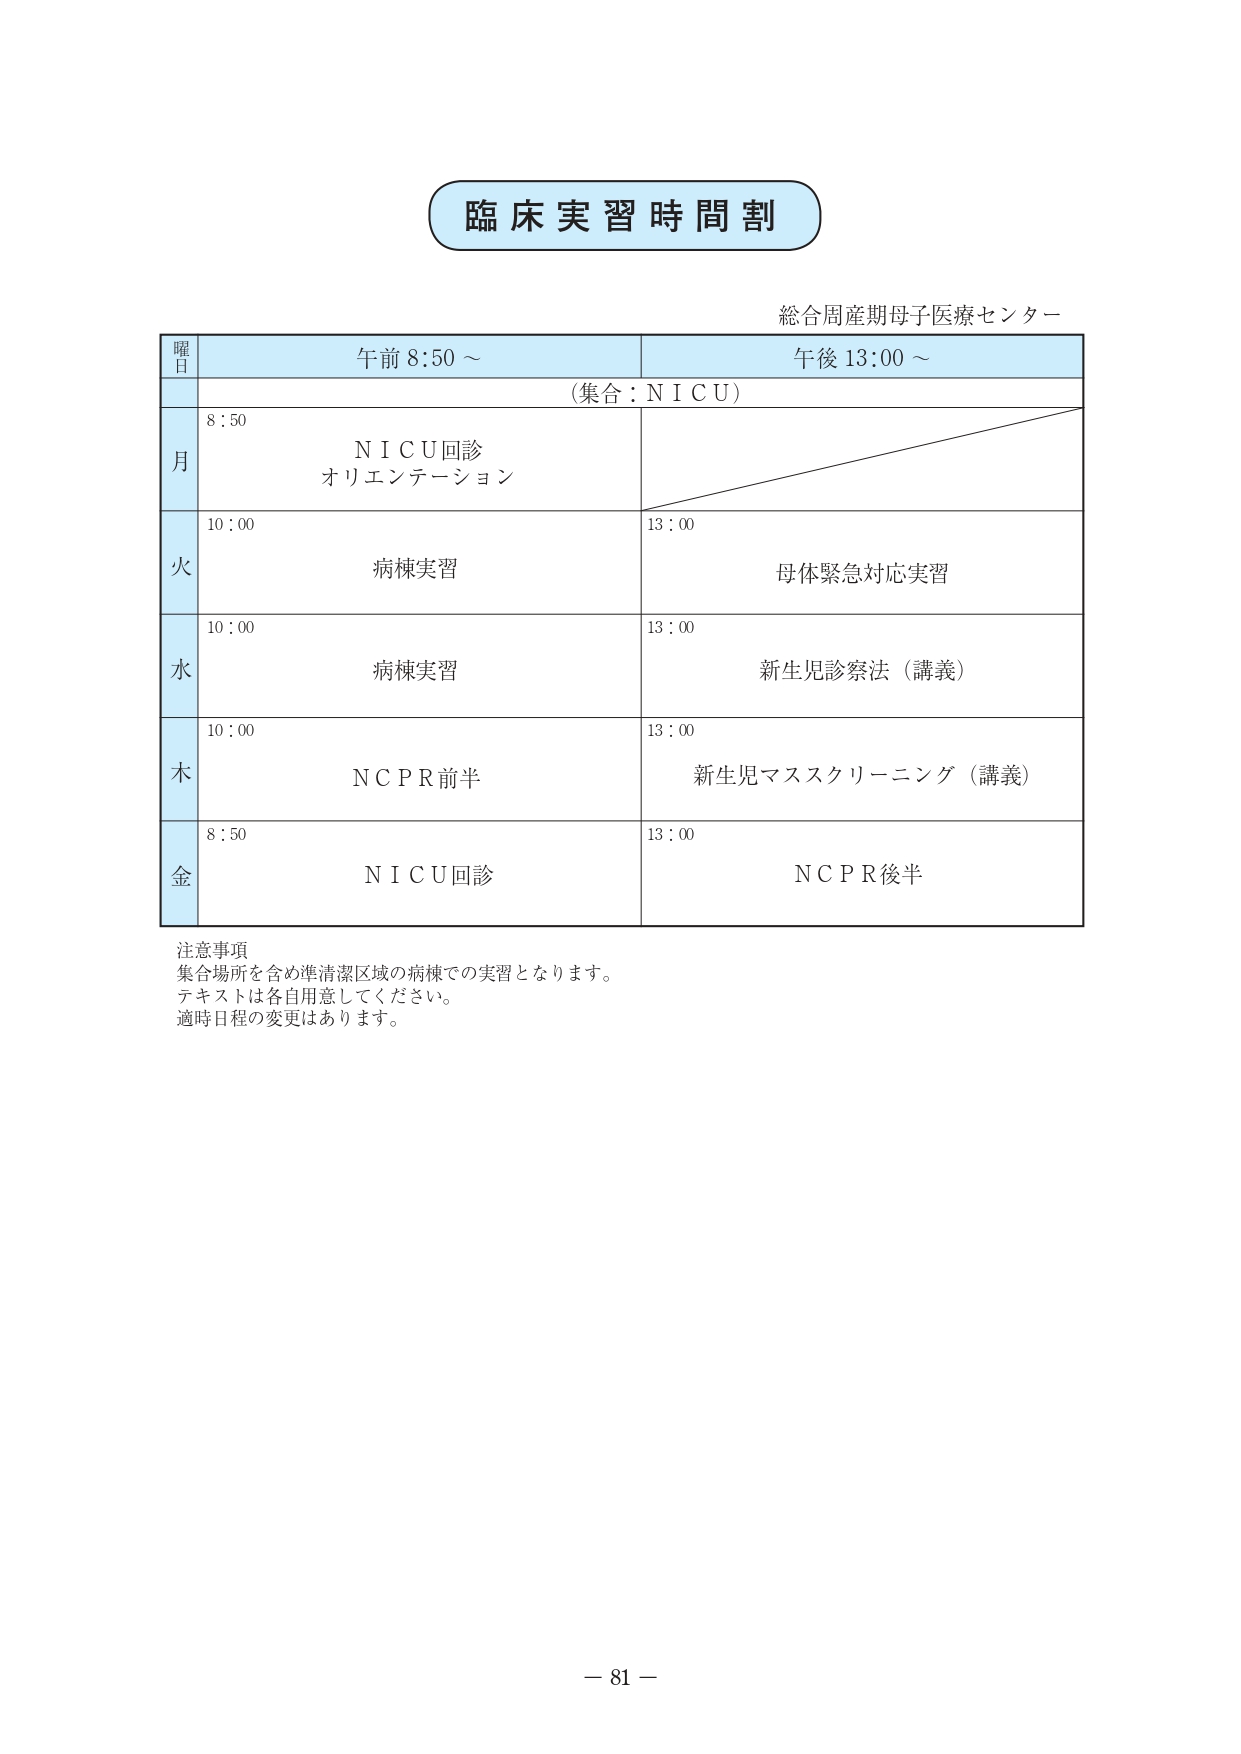 臨床実習時間割
総合周産期母子医療センター
曜日 午前 8:50 ~ 午後 13:00 ~
（集合：ＮＩＣＵ）
月 8：50
ＮＩＣＵ回診
オリエンテーション
火 10：00 13：00
病棟実習 母体緊急対応実習
水 10：00 13：00
病棟実習 新生児診察法（講義）
木 10：00 13：00
ＮＣＰＲ前半 新生児マススクリーニング（講義）
金 8：50 13：00
ＮＩＣＵ回診 ＮＣＰＲ後半
注意事項
集合場所を含め準清潔区域の病棟での実習となります。
テキストは各自用意してください。
適時日程の変更はあります。
― 81 ―